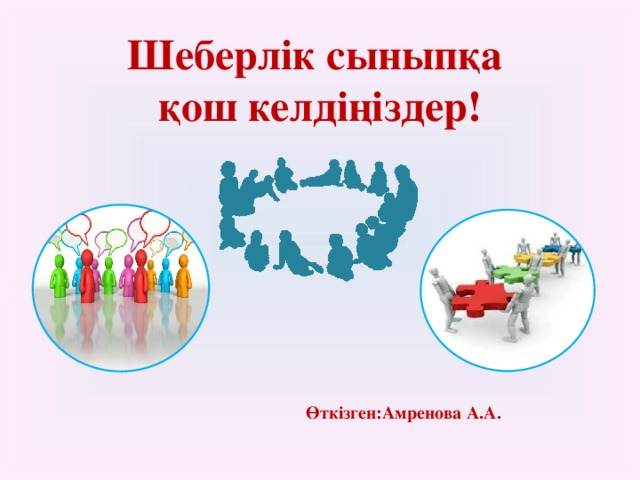 Шеберлік сыныпқа
қош келдіңіздер!
Өткізген:Амренова А.А.